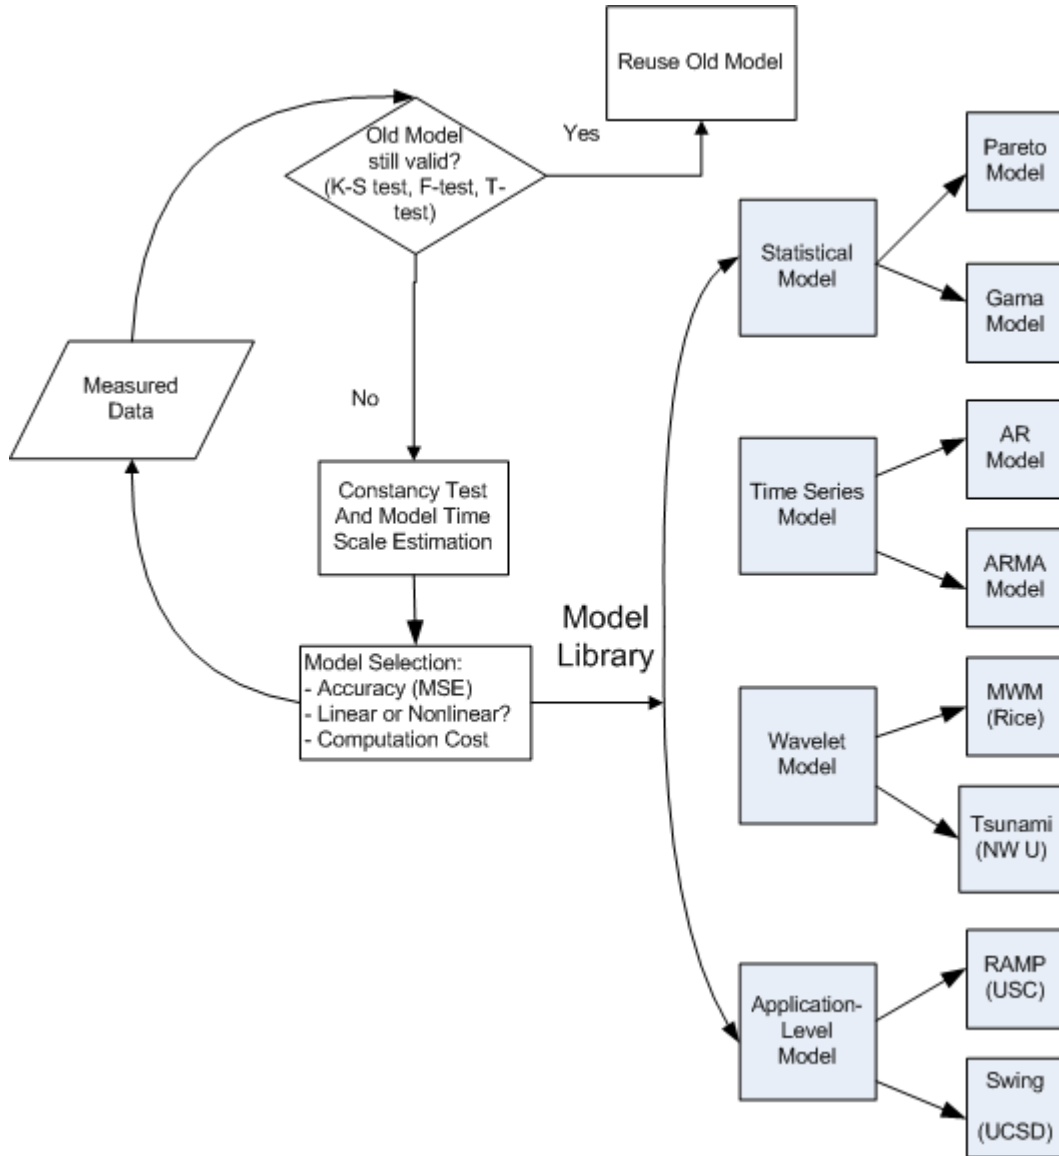 Reuse Old Model
Old Model
still valid?
(K-S test, F-test, T-
test)
Yes
No
Measured
Data
Constancy Test
And Model Time
Scale Estimation
Model Selection:
- Accuracy (MSE)
- Linear or Nonlinear?
- Computation Cost
Model
Library
Statistical
Model
Pareto
Model
Gama
Model
Time Series
Model
AR
Model
ARMA
Model
Wavelet
Model
MWM
(Rice)
Tsunami
(NW U)
Application-
Level
Model
RAMP
(USC)
Swing
(UCSD)